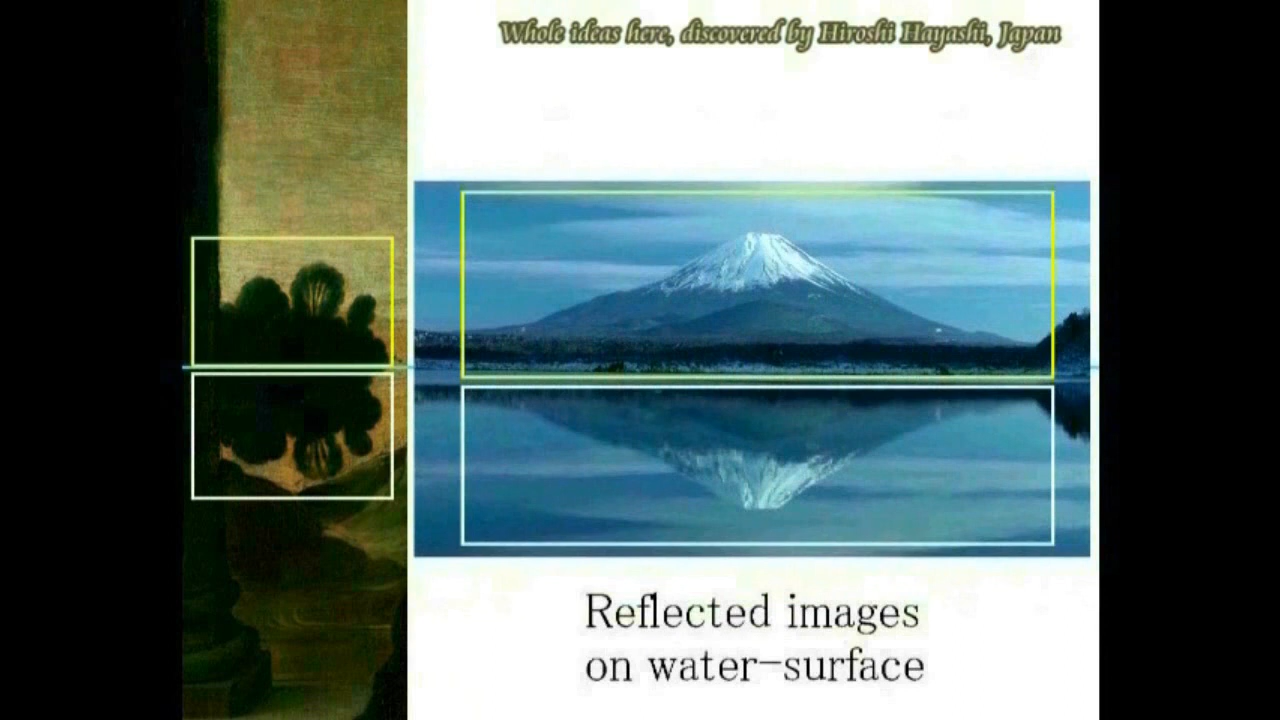 Whole ideas here, discovered by Hiroshi Hayashi, Japan
Reflected images
on water-surface